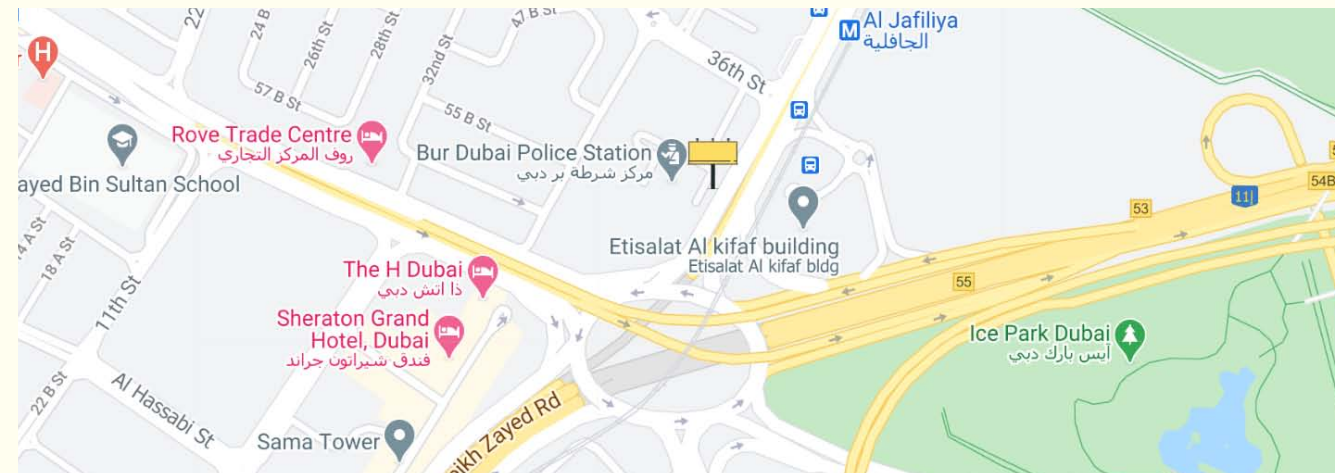 22
24 B St
26th St
28th St
47 B St
32nd St
36th St
M
Al Jafiliya
الجافلية
H
57 B St
55 B St
Rove Trade Centre
روف المركز التجاري
Bur Dubai Police Station
مركز شرطة بر دبي
ayed Bin Sultan School
11
54B
53
Etisalat Al kifaf building
Etisalat Al kifaf bldg
18 A St
11th St
The H Dubai
ذا اتش دبي
55
Sheraton Grand
Hotel, Dubai
فندق شيراتون جراند
Ice Park Dubai
آيس بارك دبي
22 B St
Al Hassabi St
Sama Tower
eikh Zayed Rd